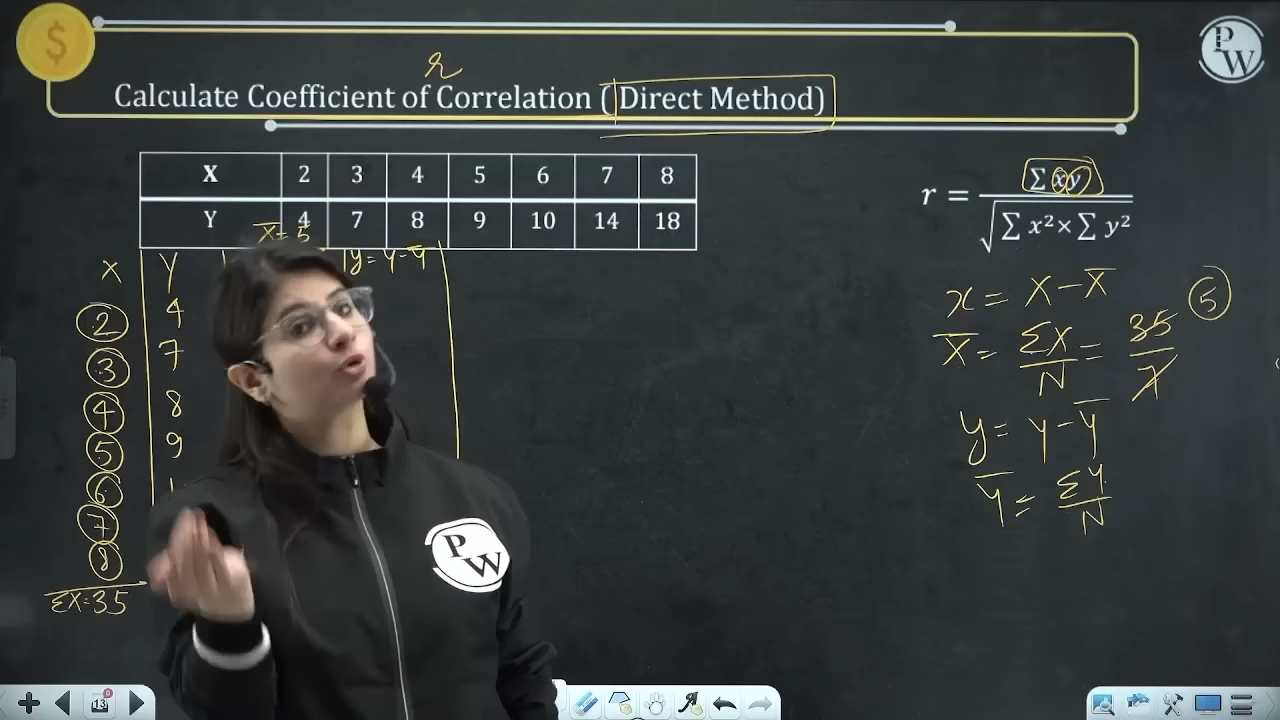 $
r
Calculate Coefficient of Correlation (Direct Method)
PW
X 2 3 4 5 6 7 8
Y 4 7 8 9 10 14 18
r = Σxy / √(Σx² × Σy²)
X̄ = 5
X Y y = Y-Ȳ
2 4
3 7
4 8
5 9
6
7
8
ΣX=35
x = X-X̄
X̄ = ΣX/N = 35/7 5
y = Y-Ȳ
Ȳ = ΣY/N
PW
13